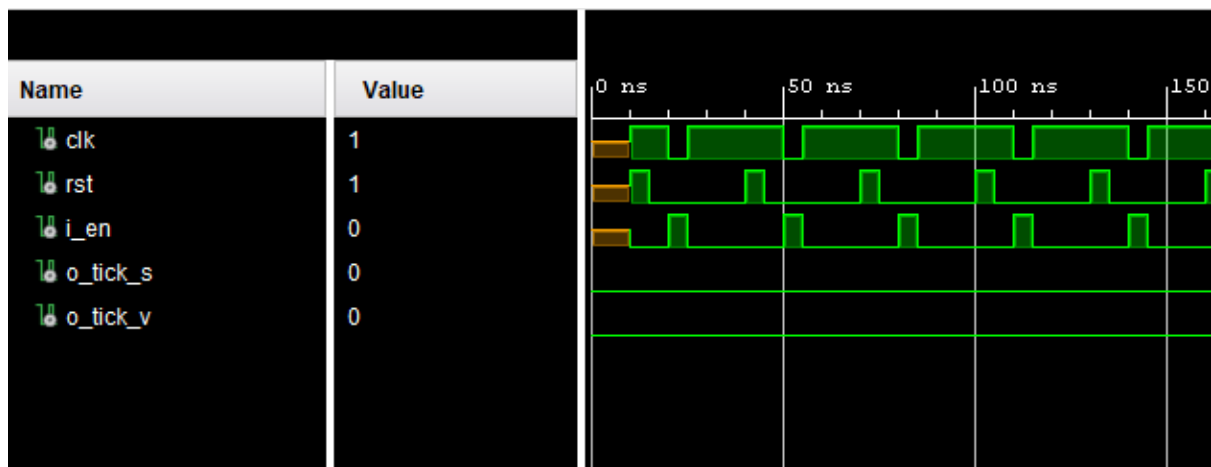 Name Value
0 ns 50 ns 100 ns 150
clk 1
rst 1
i_en 0
o_tick_s 0
o_tick_v 0